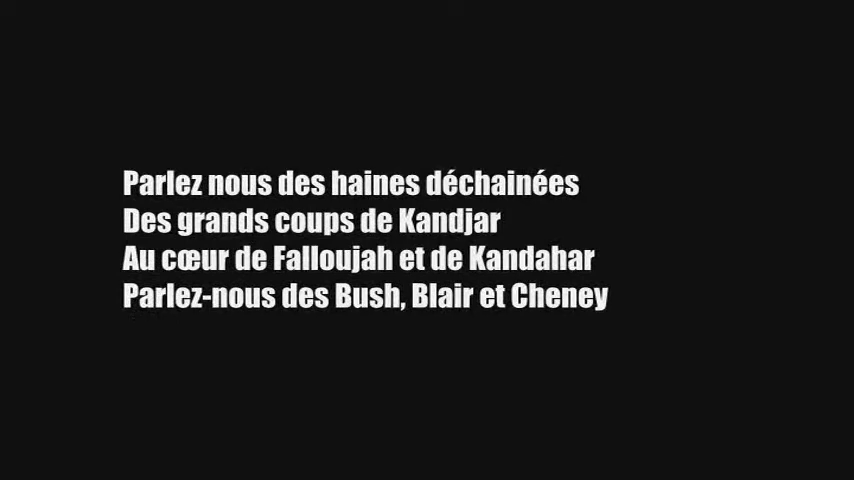 Parlez nous des haines déchainées
Des grands coups de Kandjar
Au cœur de Falloujah et de Kandahar
Parlez-nous des Bush, Blair et Cheney